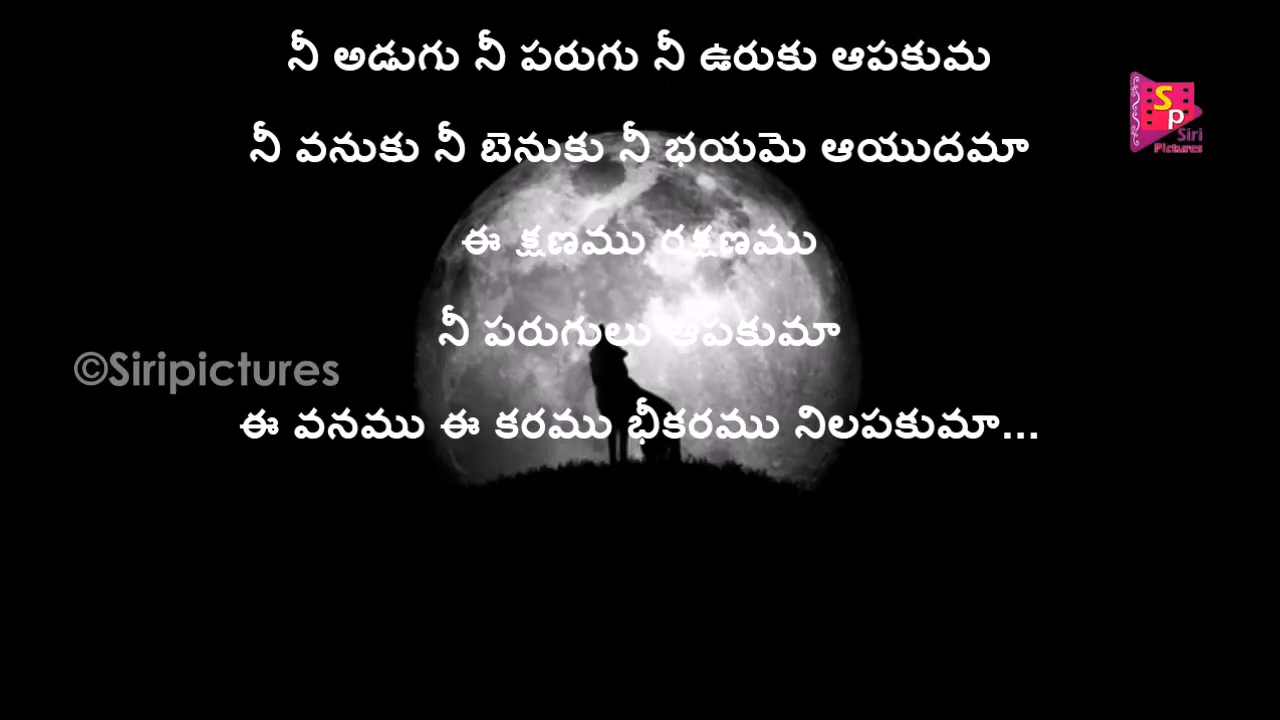 నీ అడుగు నీ పరుగు నీ ఉరుకు ఆపకుమ
నీ వనుకు నీ బెనుకు నీ భయమె ఆయుదమా
ఈ క్షణము రక్షణము
నీ పరుగులు ఆపకుమా
ఈ వనము ఈ కరము భీకరము నిలపకుమా...
©Siripictures
SP
Siri
Pictures